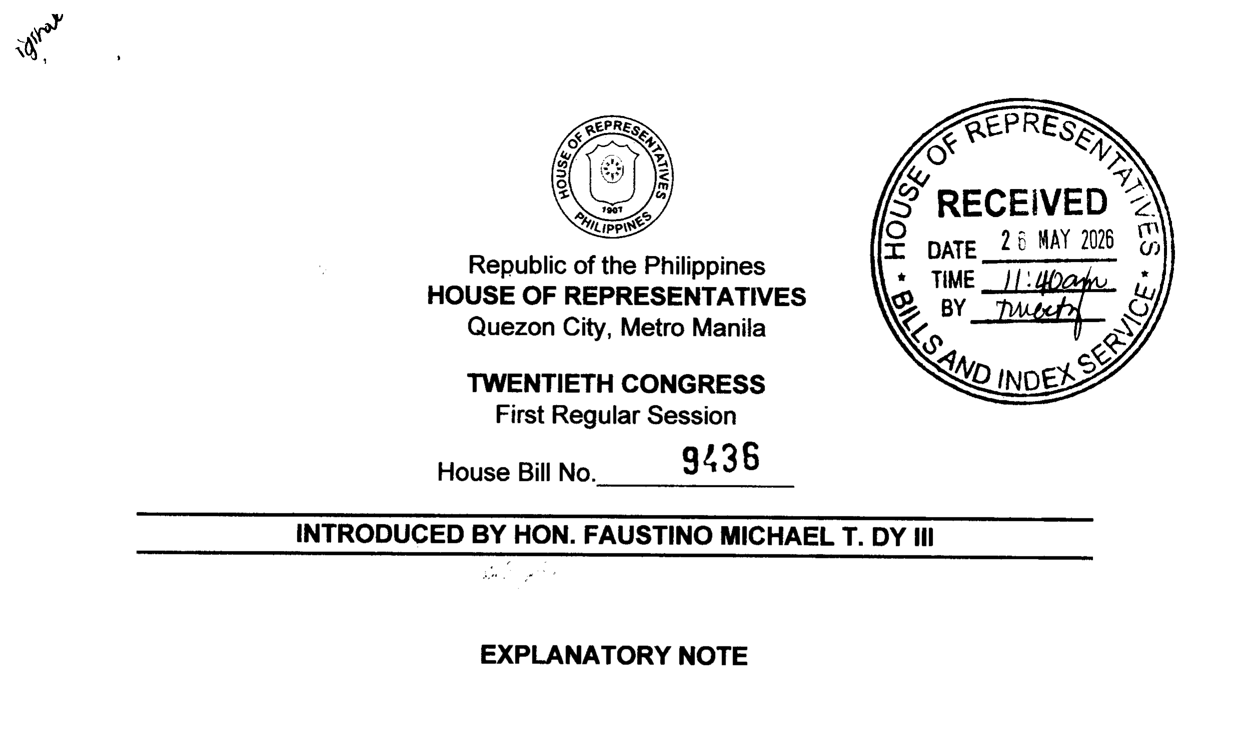 HOUSE OF REPRESENTATIVES
1907
PHILIPPINES
HOUSE OF REPRESENTATIVES
RECEIVED
DATE 26 MAY 2026
TIME 11:40am
BY
* BILLS AND INDEX SERVICE *
Republic of the Philippines
HOUSE OF REPRESENTATIVES
Quezon City, Metro Manila
TWENTIETH CONGRESS
First Regular Session
House Bill No. 9436
INTRODUCED BY HON. FAUSTINO MICHAEL T. DY III
EXPLANATORY NOTE